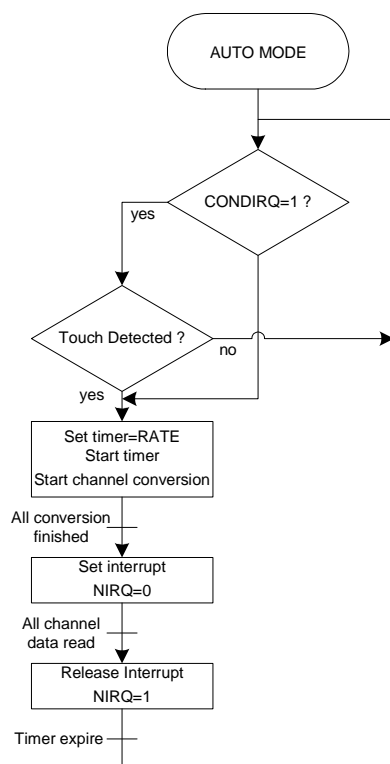 AUTO MODE
CONDIRQ=1 ?
yes
Touch Detected ?
no
yes
Set timer=RATE
Start timer
Start channel conversion
All conversion
finished
Set interrupt
NIRQ=0
All channel
data read
Release Interrupt
NIRQ=1
Timer expire